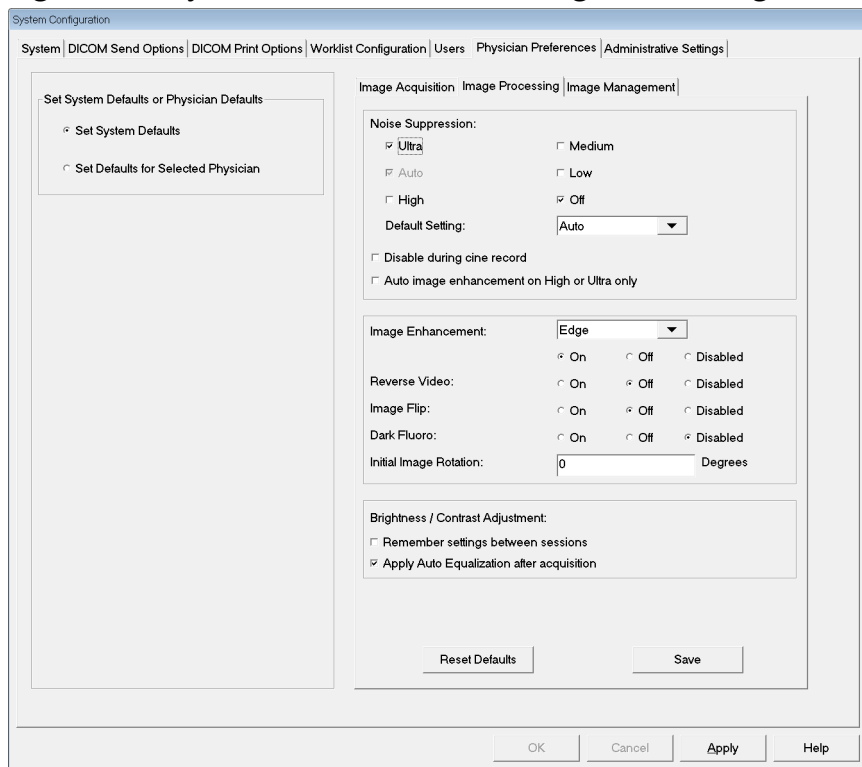 System Configuration
System DICOM Send Options DICOM Print Options Worklist Configuration Users Physician Preferences Administrative Settings
Set System Defaults or Physician Defaults
Set System Defaults
Set Defaults for Selected Physician
Image Acquisition Image Processing Image Management
Noise Suppression:
Ultra Medium
Auto Low
High Off
Default Setting: Auto
Disable during cine record
Auto image enhancement on High or Ultra only
Image Enhancement: Edge
On Off Disabled
Reverse Video: On Off Disabled
Image Flip: On Off Disabled
Dark Fluoro: On Off Disabled
Initial Image Rotation: 0 Degrees
Brightness / Contrast Adjustment:
Remember settings between sessions
Apply Auto Equalization after acquisition
Reset Defaults Save
OK Cancel Apply Help